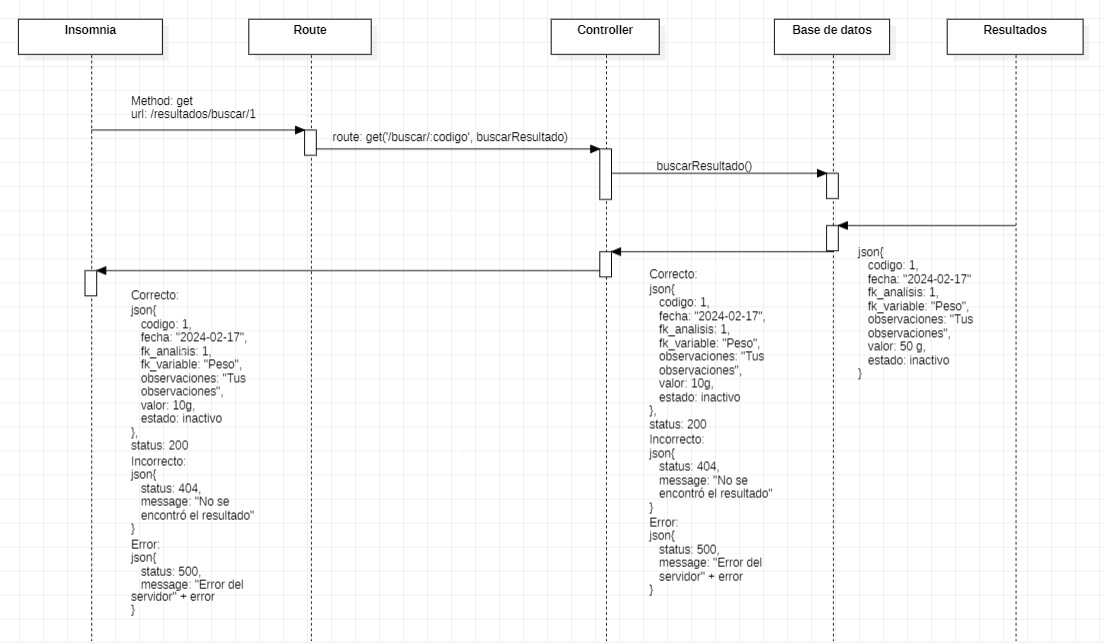 Insomnia
Route
Controller
Base de datos
Resultados
Method: get
url: /resultados/buscar/1
route: get('/buscar/:codigo', buscarResultado)
buscarResultado()
json{
codigo: 1,
fecha: "2024-02-17"
fk_analisis: 1,
fk_variable: "Peso",
observaciones: "Tus
observaciones",
valor: 50 g,
estado: inactivo
}
Correcto:
json{
codigo: 1,
fecha: "2024-02-17",
fk_analisis: 1,
fk_variable: "Peso",
observaciones: "Tus
observaciones",
valor: 10g,
estado: inactivo
},
status: 200
Incorrecto:
json{
status: 404,
message: "No se
encontró el resultado"
}
Error:
json{
status: 500,
message: "Error del
servidor" + error
}
Correcto:
json{
codigo: 1,
fecha: "2024-02-17",
fk_analisis: 1,
fk_variable: "Peso",
observaciones: "Tus
observaciones",
valor: 10g,
estado: inactivo
},
status: 200
Incorrecto:
json{
status: 404,
message: "No se
encontró el resultado"
}
Error:
json{
status: 500,
message: "Error del
servidor" + error
}